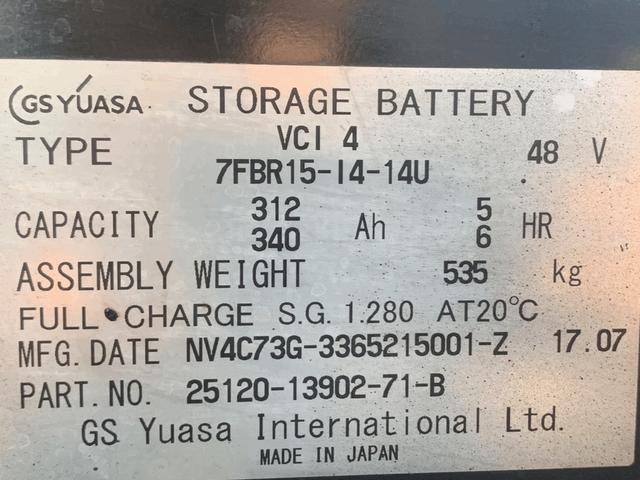 GS YUASA STORAGE BATTERY
TYPE VCI 4 48 V
7FBR15-I4-14U
CAPACITY 312 Ah 5 HR
340 6
ASSEMBLY WEIGHT 535 kg
FULL CHARGE S.G. 1.280 AT20℃
MFG. DATE NV4C73G-3365215001-Z 17.07
PART. NO. 25120-13902-71-B
GS Yuasa International Ltd.
MADE IN JAPAN